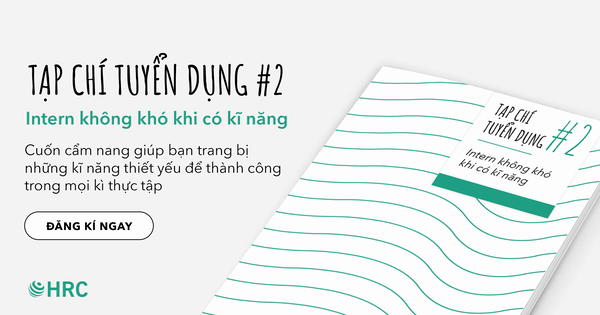 TẠP CHÍ TUYỂN DỤNG #2
Intern không khó khi có kĩ năng
Cuốn cẩm nang giúp bạn trang bị
những kĩ năng thiết yếu để thành công
trong mọi kì thực tập
ĐĂNG KÍ NGAY
HRC
TẠP CHÍ
TUYỂN DỤNG #2
Intern không khó
khi có kĩ năng